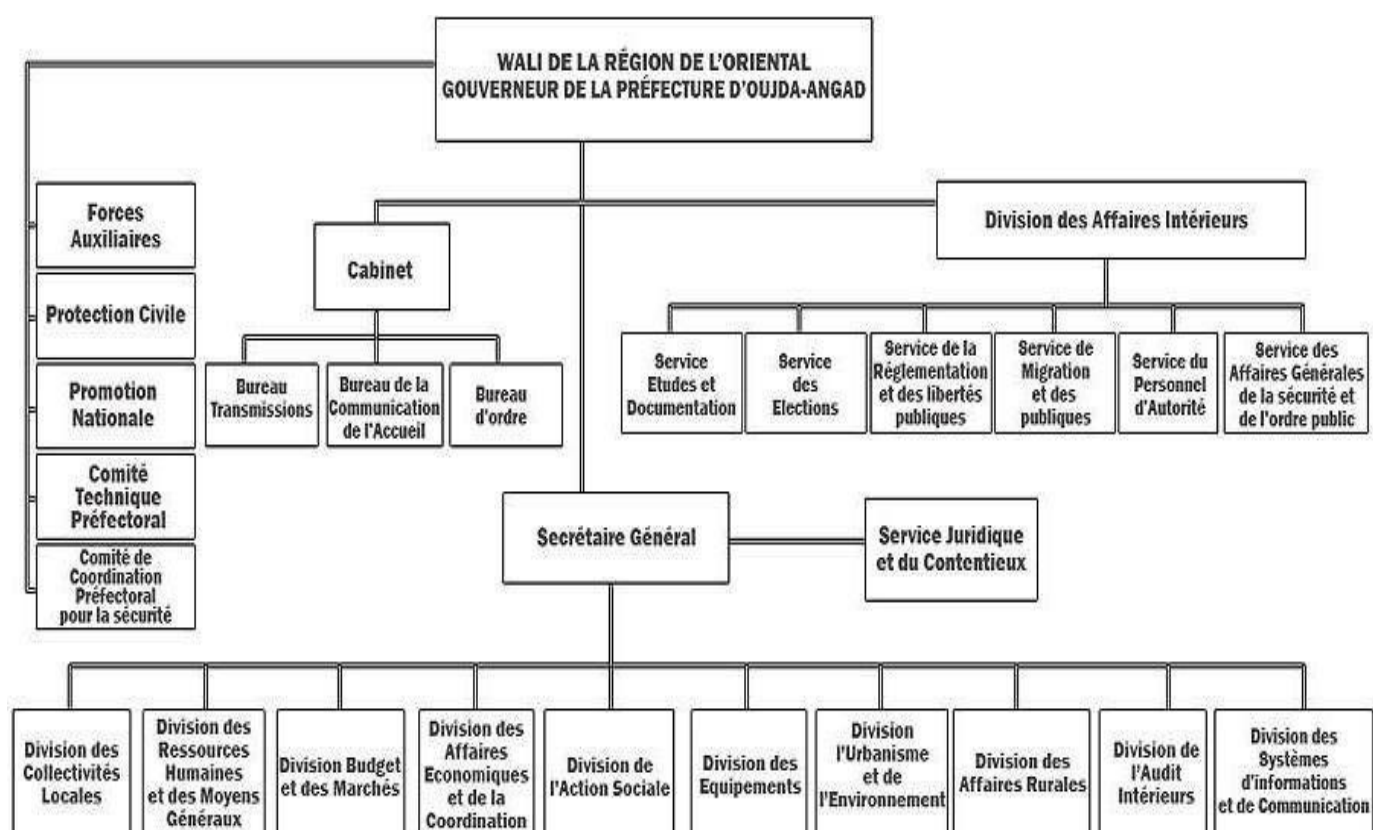 WALI DE LA RÉGION DE L'ORIENTAL
GOUVERNEUR DE LA PRÉFECTURE D'OUJDA-ANGAD
Forces
Auxiliaires
Protection Civile
Promotion
Nationale
Comité
Technique
Préfectoral
Comité de
Coordination
Préfectoral
pour la sécurité
Cabinet
Bureau
Transmissions
Bureau de la
Communication
de l'Accueil
Bureau
d'ordre
Division des Affaires Intérieurs
Service
Etudes et
Documentation
Service
des
Elections
Service de la
Réglementation
et des libertés
publiques
Service de
Migration
et des
publiques
Service du
Personnel
d'Autorité
Service des
Affaires Générales
de la sécurité et
de l'ordre public
Secrétaire Général
Service Juridique
et du Contentieux
Division des
Collectivités
Locales
Division des
Ressources
Humaines
et des Moyens
Généraux
Division Budget
et des Marchés
Division des
Affaires
Economiques
et de la
Coordination
Division de
l'Action Sociale
Division des
Equipements
Division
l'Urbanisme
et de
l'Environnement
Division des
Affaires Rurales
Division de
l'Audit
Intérieurs
Division des
Systèmes
d'informations
et de Communication